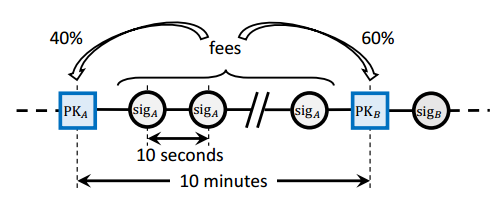 40%
fees
60%
PK_A
sig_A
sig_A
sig_A
PK_B
sig_B
10 seconds
10 minutes